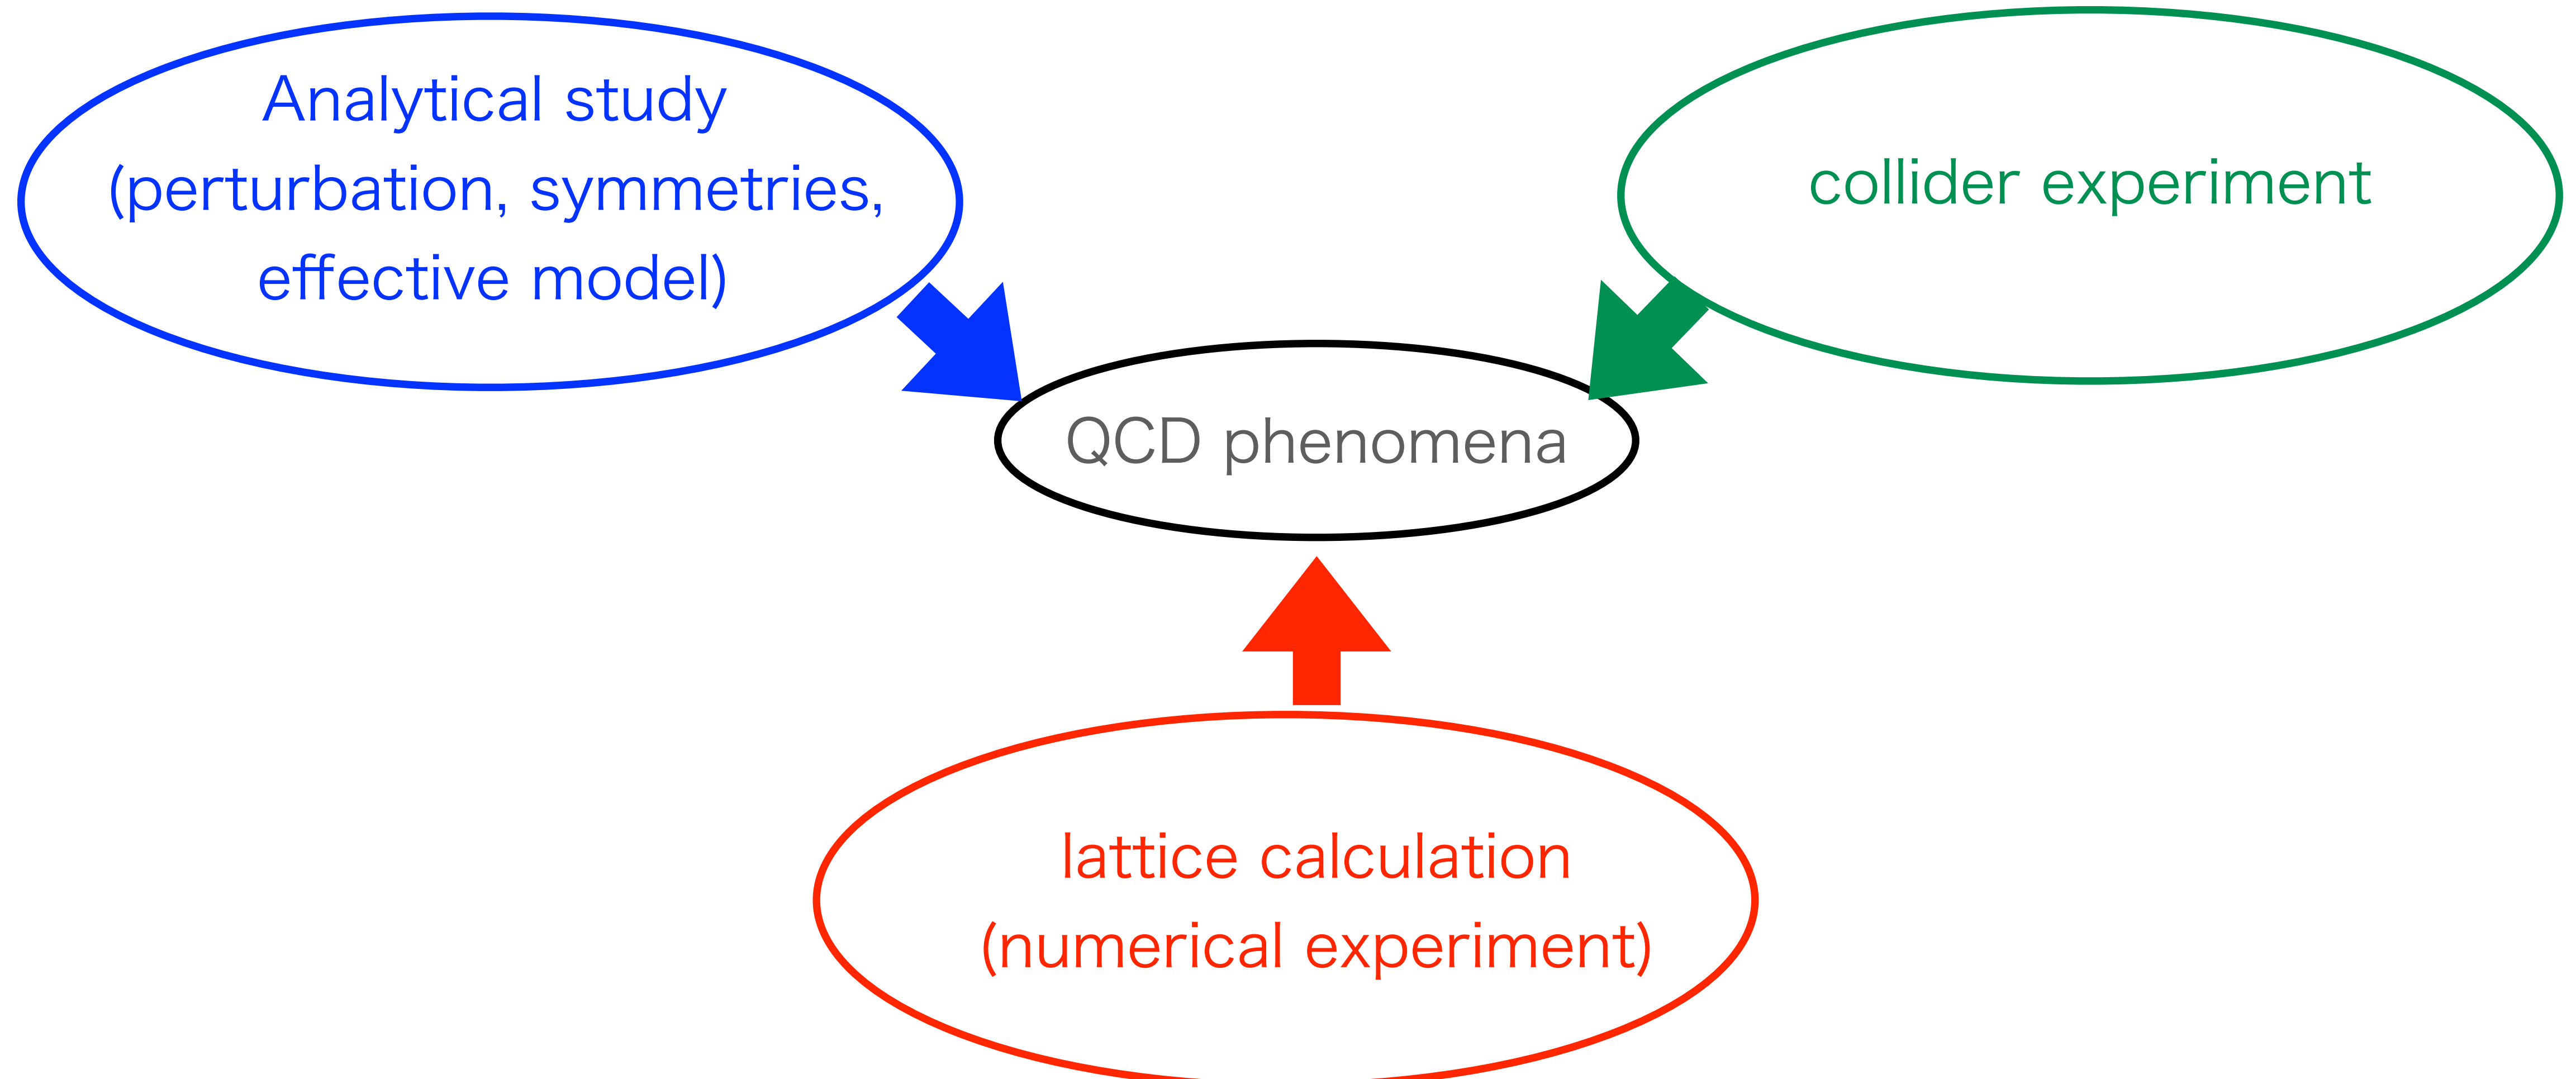 Analytical study
(perturbation, symmetries,
effective model)
collider experiment
QCD phenomena
lattice calculation
(numerical experiment)